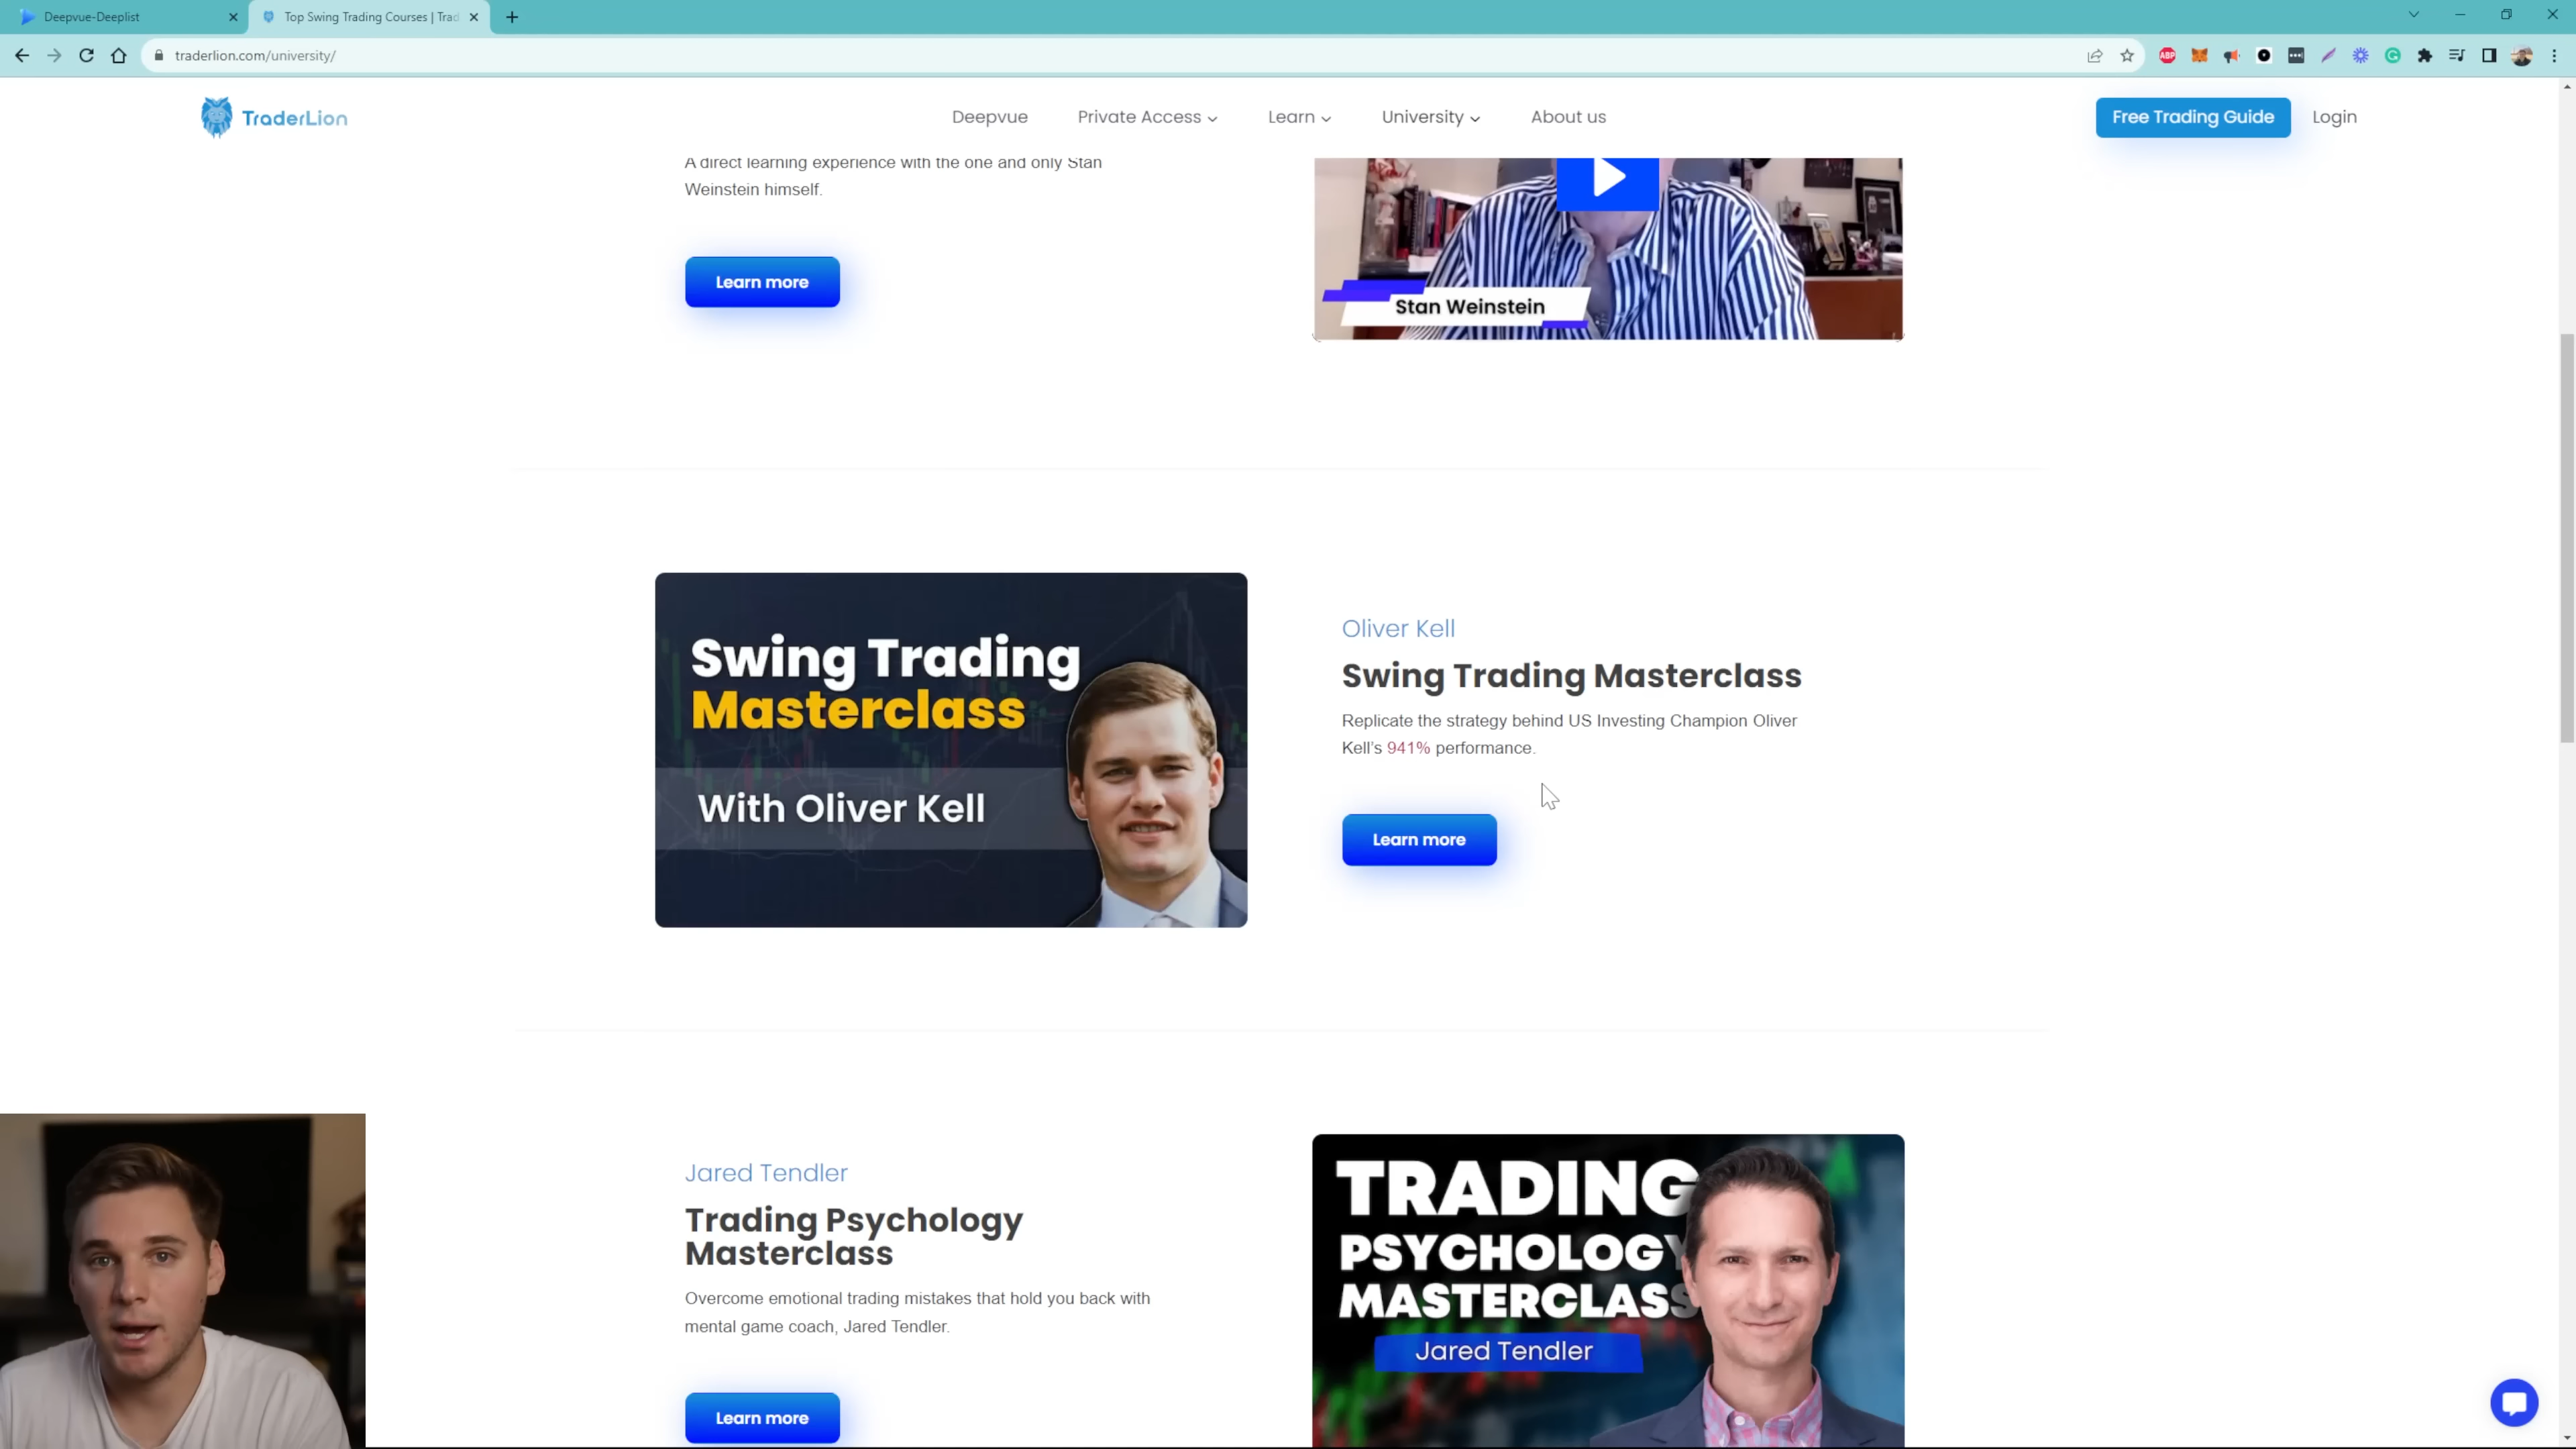 Deepvue-Deeplist
Top Swing Trading Courses | Trad
traderlion.com/university/
ABP
TraderLion
Deepvue
Private Access
Learn
University
About us
Free Trading Guide
Login
A direct learning experience with the one and only Stan
Weinstein himself.
Learn more
Stan Weinstein
Swing Trading
Masterclass
With Oliver Kell
Oliver Kell
Swing Trading Masterclass
Replicate the strategy behind US Investing Champion Oliver
Kell's 941% performance.
Learn more
Jared Tendler
Trading Psychology
Masterclass
Overcome emotional trading mistakes that hold you back with
mental game coach, Jared Tendler.
Learn more
TRADING
PSYCHOLOGY
MASTERCLASS
Jared Tendler